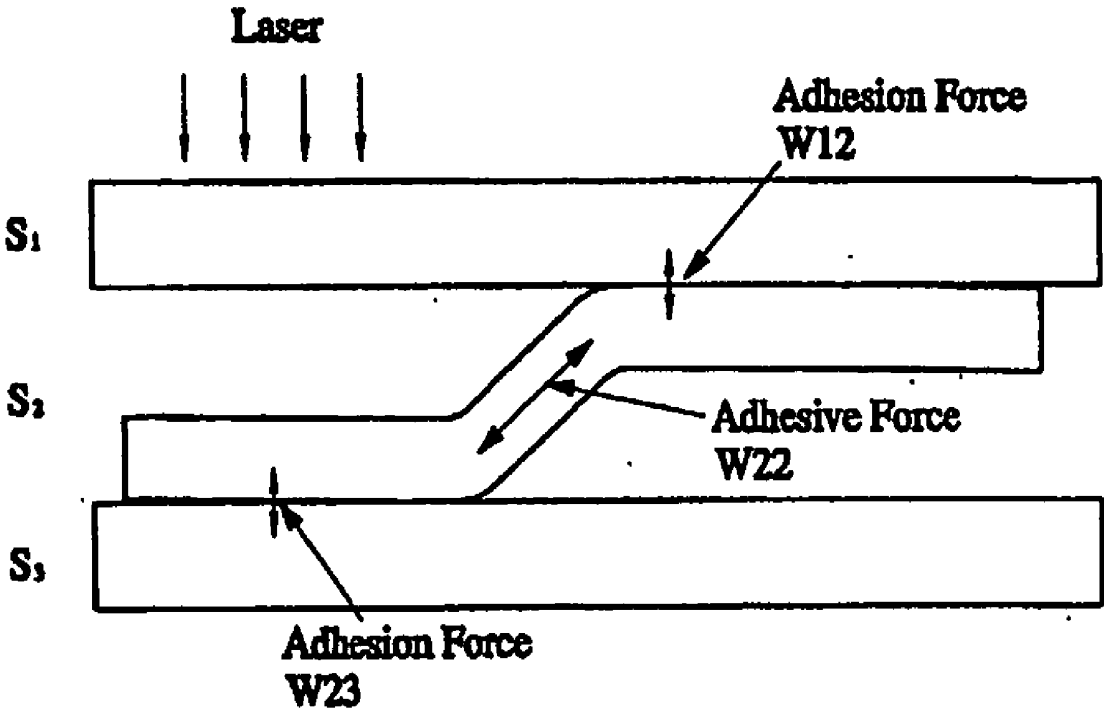 Laser
Adhesion Force
W12
S₁
S₂
Adhesive Force
W22
S₃
Adhesion Force
W23